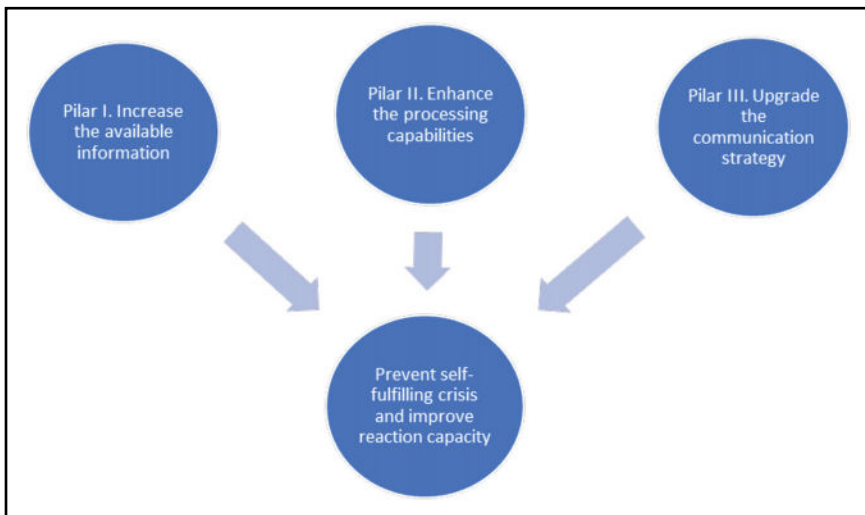 Pilar I. Increase
the available
information
Pilar II. Enhance
the processing
capabilities
Pilar III. Upgrade
the
communication
strategy
Prevent self-
fulfilling crisis
and improve
reaction capacity